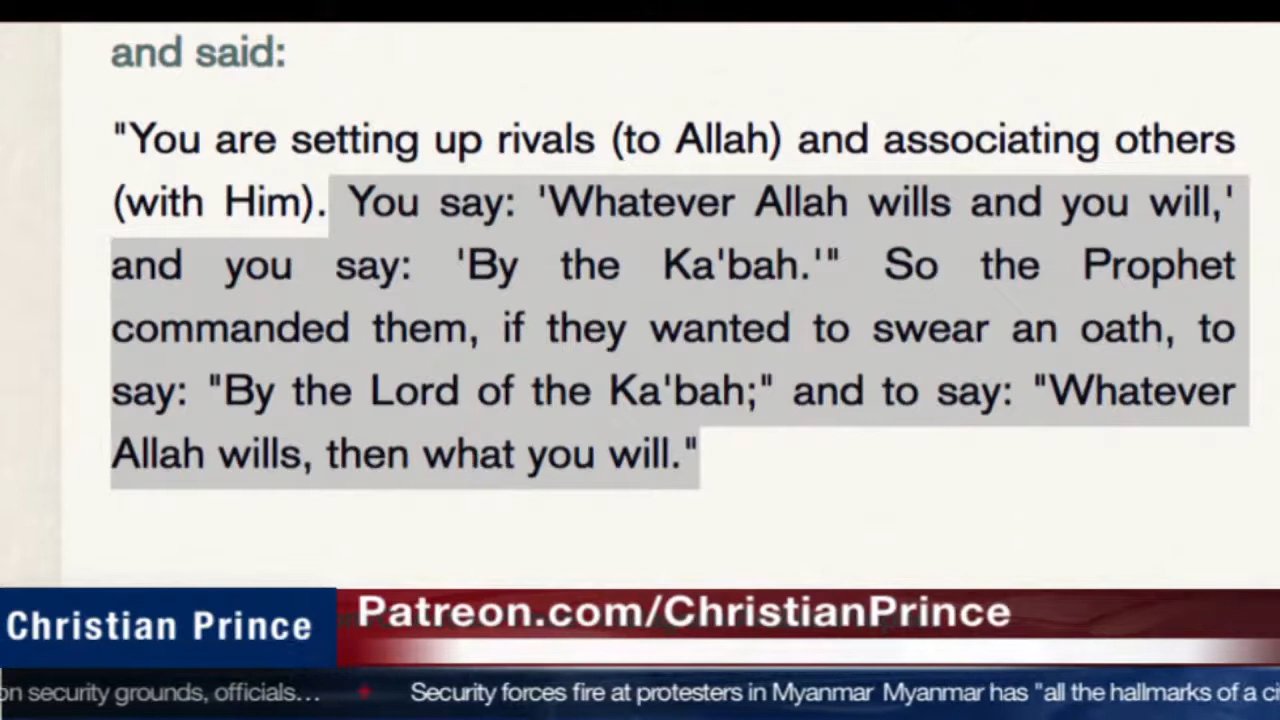 and said:
"You are setting up rivals (to Allah) and associating others
(with Him). You say: 'Whatever Allah wills and you will,'
and you say: 'By the Ka'bah.'" So the Prophet
commanded them, if they wanted to swear an oath, to
say: "By the Lord of the Ka'bah;" and to say: "Whatever
Allah wills, then what you will."
Christian Prince
Patreon.com/ChristianPrince
on security grounds, officials... Security forces fire at protesters in Myanmar Myanmar has "all the hallmarks of a ci